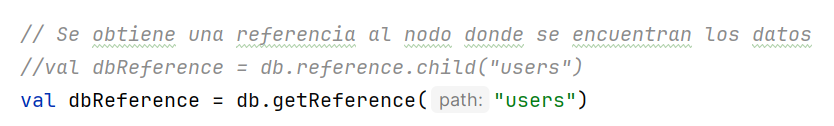 // Se obtiene una referencia al nodo donde se encuentran los datos
//val dbReference = db.reference.child("users")
val dbReference = db.getReference( path: "users")